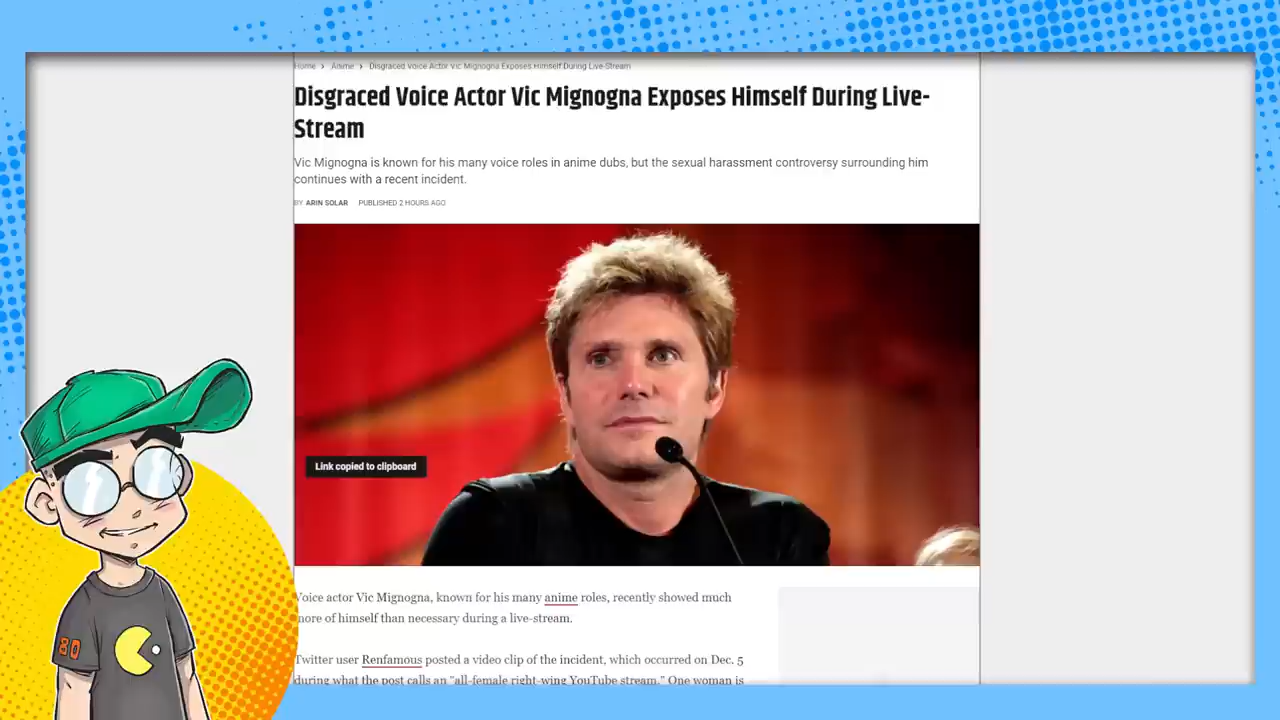 Home > Anime > Disgraced Voice Actor Vic Mignogna Exposes Himself During Live-Stream
Disgraced Voice Actor Vic Mignogna Exposes Himself During Live-
Stream
Vic Mignogna is known for his many voice roles in anime dubs, but the sexual harassment controversy surrounding him
continues with a recent incident.
BY ARIN SOLAR PUBLISHED 2 HOURS AGO
Link copied to clipboard
Voice actor Vic Mignogna, known for his many anime roles, recently showed much
more of himself than necessary during a live-stream.
Twitter user Renfamous posted a video clip of the incident, which occurred on Dec. 5
during what the post calls an "all-female right-wing YouTube stream." One woman is
80